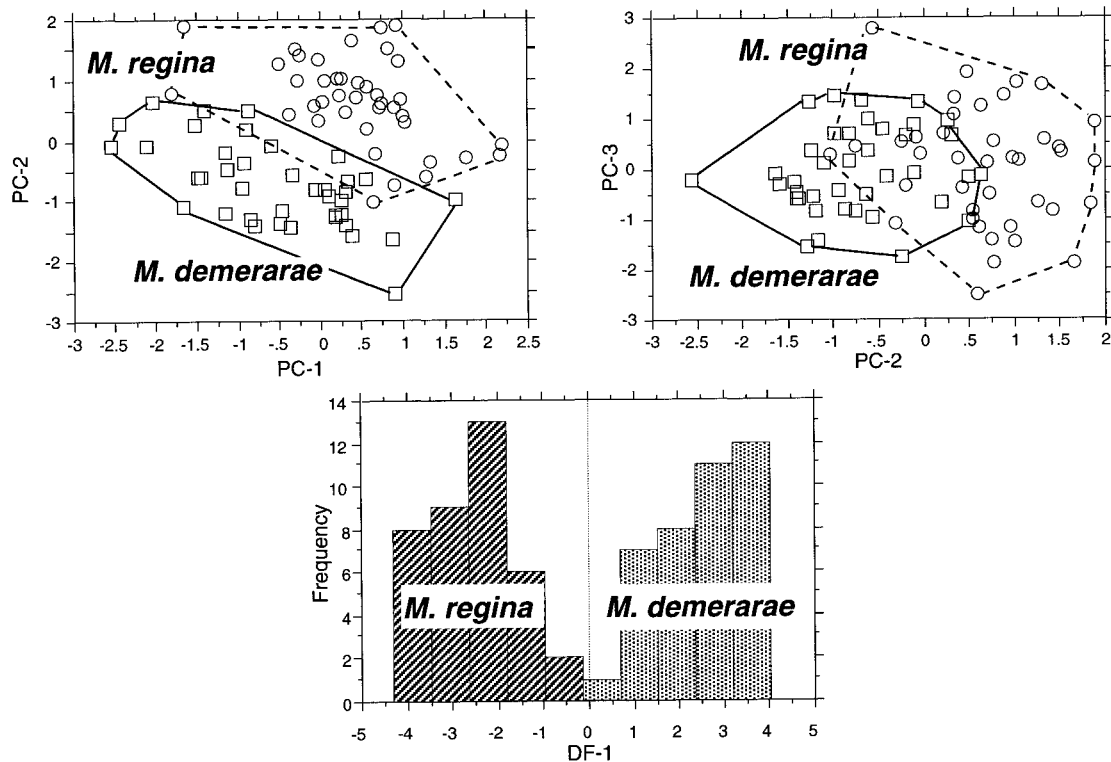 2
1
0
-1
-2
-3
PC-2
M. regina
M. demerarae
-3 -2.5 -2 -1.5 -1 -.5 0 .5 1 1.5 2 2.5
PC-1
3
2
1
0
-1
-2
-3
PC-3
M. regina
M. demerarae
-3 -2.5 -2 -1.5 -1 -.5 0 .5 1 1.5 2
PC-2
14
12
10
8
6
4
2
0
Frequency
M. regina
M. demerarae
-5 -4 -3 -2 -1 0 1 2 3 4 5
DF-1